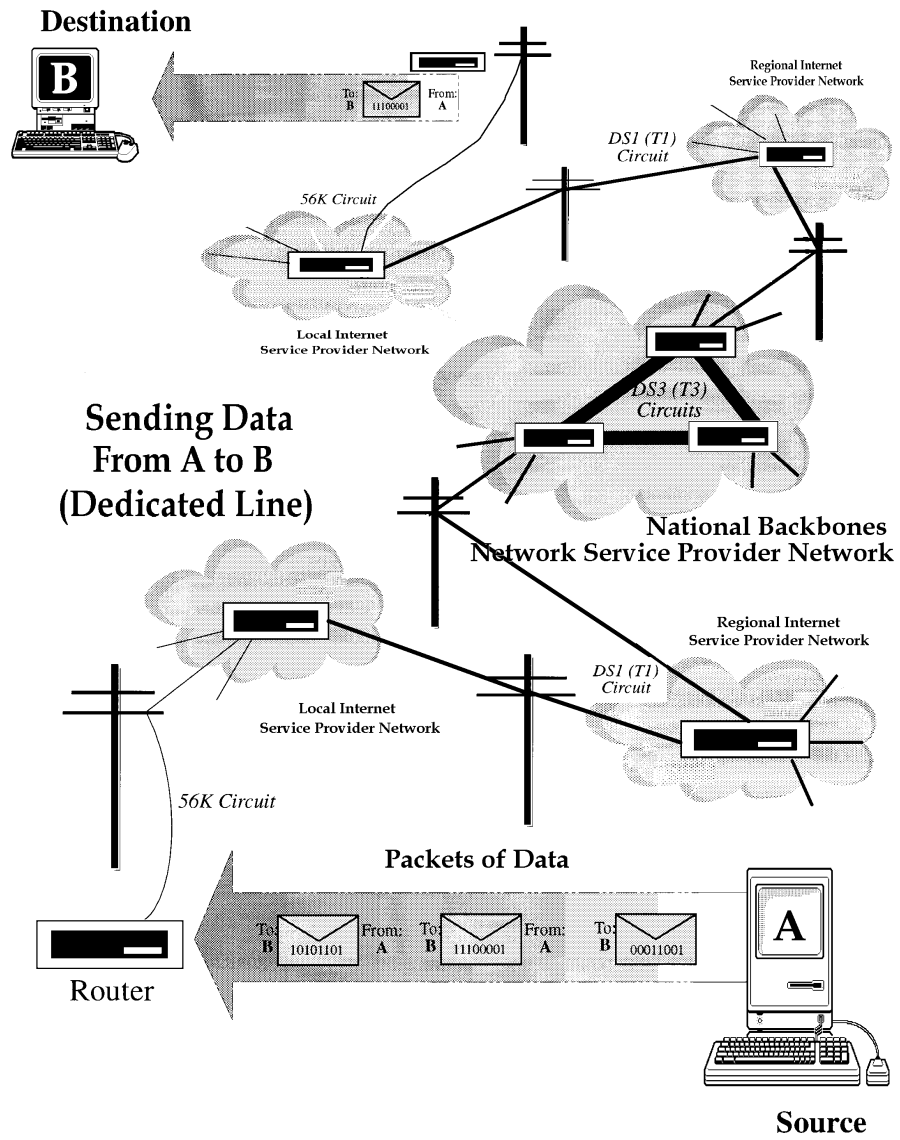 Destination
B
To: From:
B 11100001 A
Regional Internet
Service Provider Network
DS1 (T1)
Circuit
56K Circuit
Local Internet
Service Provider Network
DS3 (T3)
Circuits
Sending Data
From A to B
(Dedicated Line)
National Backbones
Network Service Provider Network
Regional Internet
Service Provider Network
DS1 (T1)
Circuit
Local Internet
Service Provider Network
56K Circuit
Packets of Data
To: From: To: From: To:
B 10101101 A B 11100001 A B 00011001
A
Router
Source